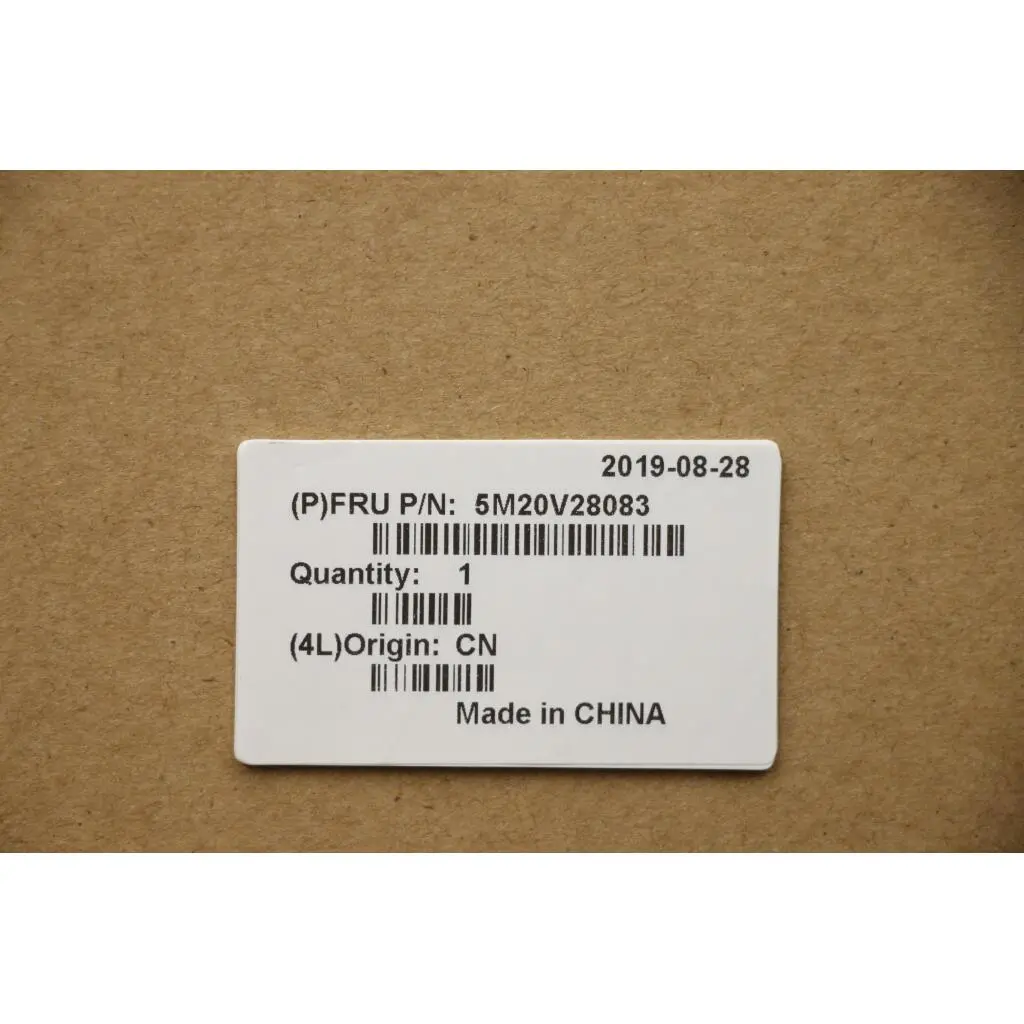 2019-08-28
(P)FRU P/N: 5M20V28083
Quantity: 1
(4L)Origin: CN
Made in CHINA